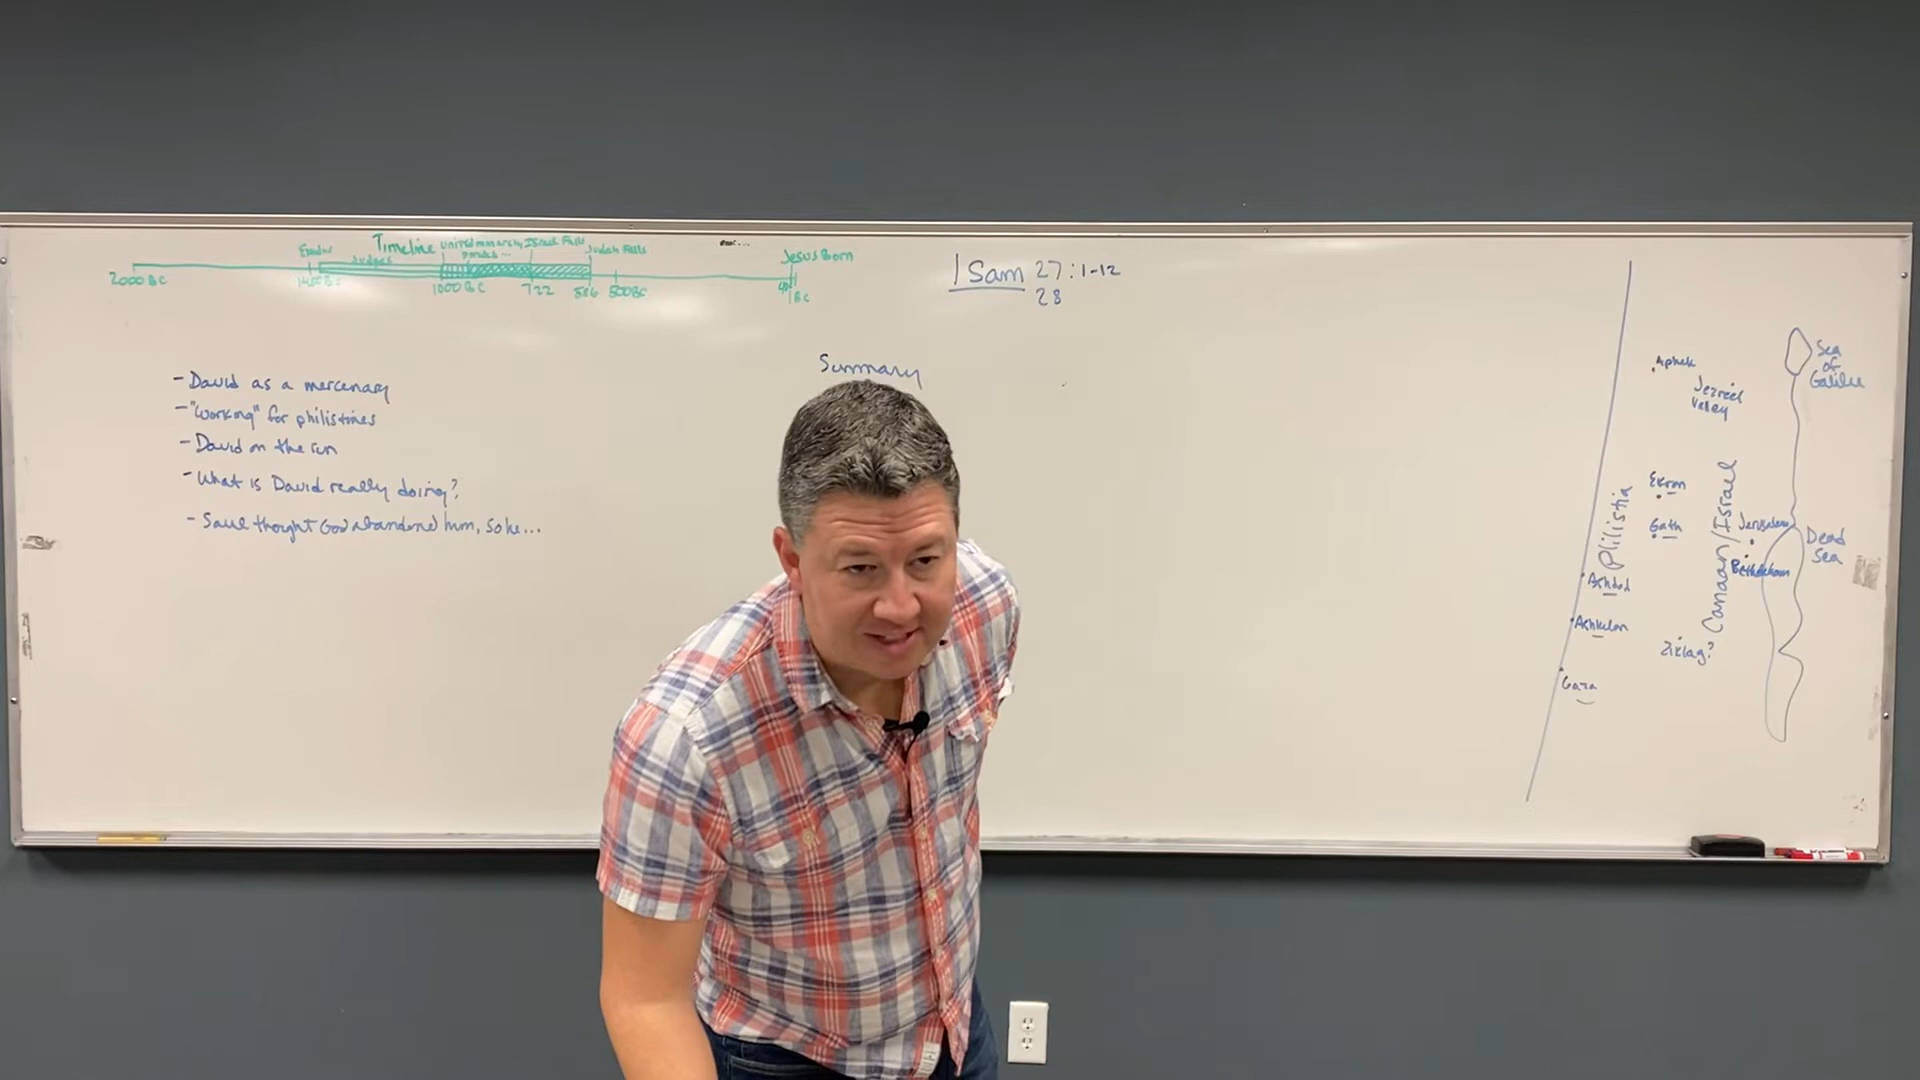 Timeline
Exodus
Judges
united monarchy
Israel Falls
Judah Falls
Jesus Born
2000 BC
1450 BC
1000 BC
722
586
500 BC
1 BC
1 Sam 27:1-12
28
Summary
- David as a mercenary
- "Working" for philistines
- David on the run
- What is David really doing?
- Saul thought God abandoned him, so he...
Sea
of
Galilee
Aphek
Jezreel
Valley
Ekron
Gath
Philistia
Canaan/Israel
Jerusalem
Bethlehem
Dead
Sea
Ashdod
Ashkelon
Ziklag?
Gaza